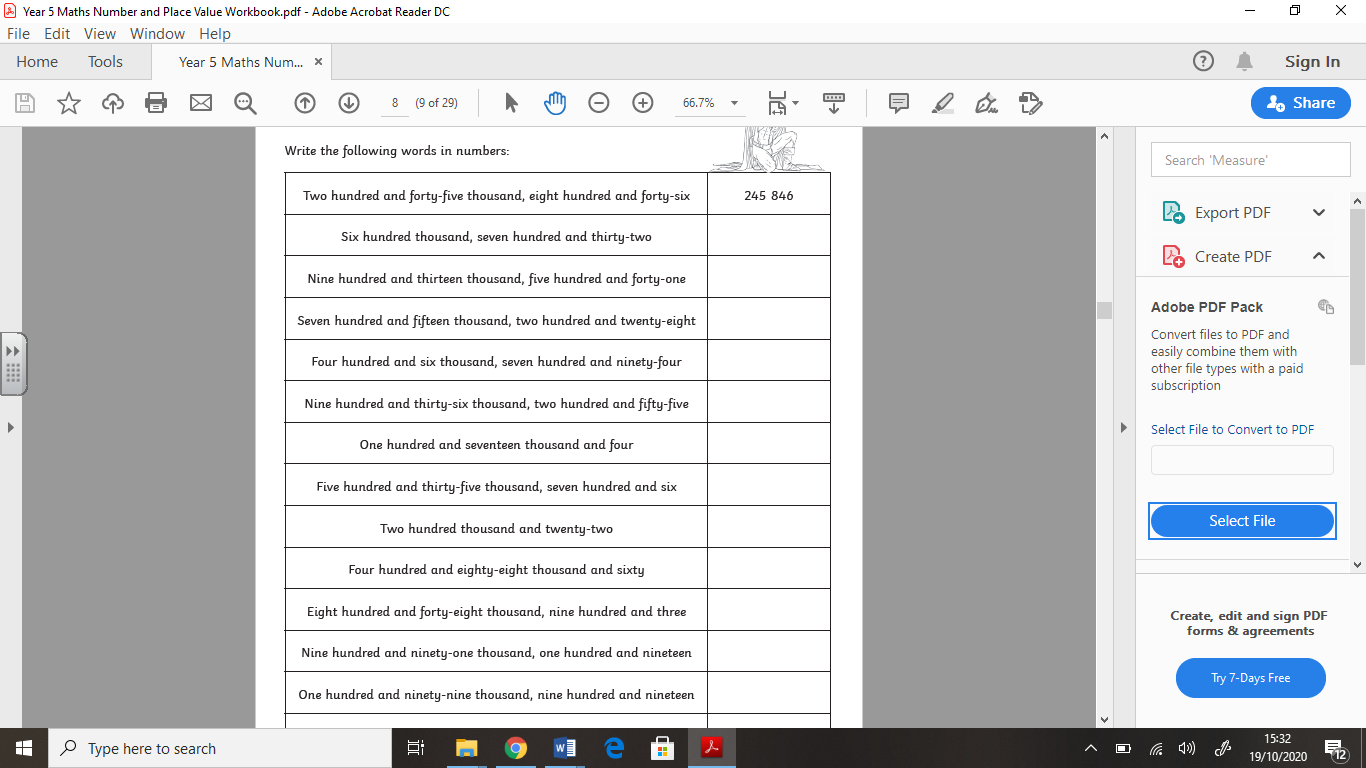 Year 5 Maths Number and Place Value Workbook.pdf - Adobe Acrobat Reader DC
File Edit View Window Help
Home Tools Year 5 Maths Num... × Sign In
8 (9 of 29) 66.7% Share
Write the following words in numbers:
Two hundred and forty-five thousand, eight hundred and forty-six 245 846
Six hundred thousand, seven hundred and thirty-two
Nine hundred and thirteen thousand, five hundred and forty-one
Seven hundred and fifteen thousand, two hundred and twenty-eight
Four hundred and six thousand, seven hundred and ninety-four
Nine hundred and thirty-six thousand, two hundred and fifty-five
One hundred and seventeen thousand and four
Five hundred and thirty-five thousand, seven hundred and six
Two hundred thousand and twenty-two
Four hundred and eighty-eight thousand and sixty
Eight hundred and forty-eight thousand, nine hundred and three
Nine hundred and ninety-one thousand, one hundred and nineteen
One hundred and ninety-nine thousand, nine hundred and nineteen
Search 'Measure'
Export PDF
Create PDF
Adobe PDF Pack
Convert files to PDF and
easily combine them with
other file types with a paid
subscription
Select File to Convert to PDF
Select File
Create, edit and sign PDF
forms & agreements
Try 7-Days Free
Type here to search
15:32
19/10/2020
12